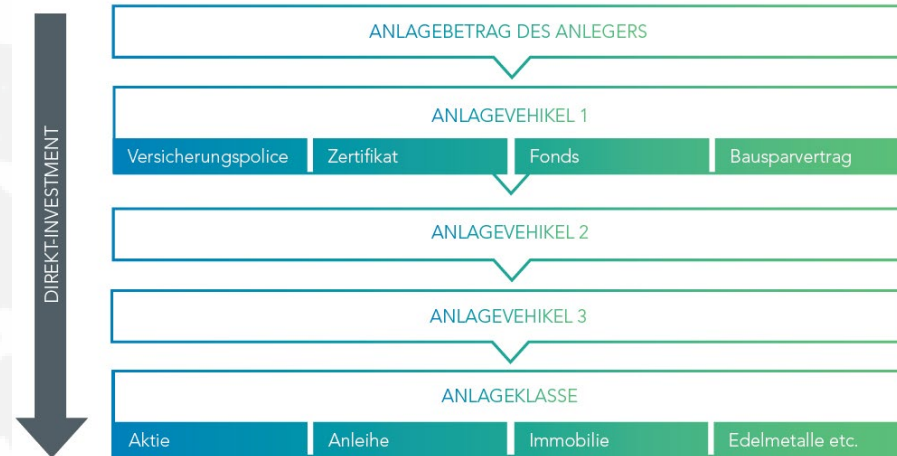 DIREKT-INVESTMENT
ANLAGEBETRAG DES ANLEGERS
ANLAGEVEHIKEL 1
Versicherungspolice Zertifikat Fonds Bausparvertrag
ANLAGEVEHIKEL 2
ANLAGEVEHIKEL 3
ANLAGEKLASSE
Aktie Anleihe Immobilie Edelmetalle etc.